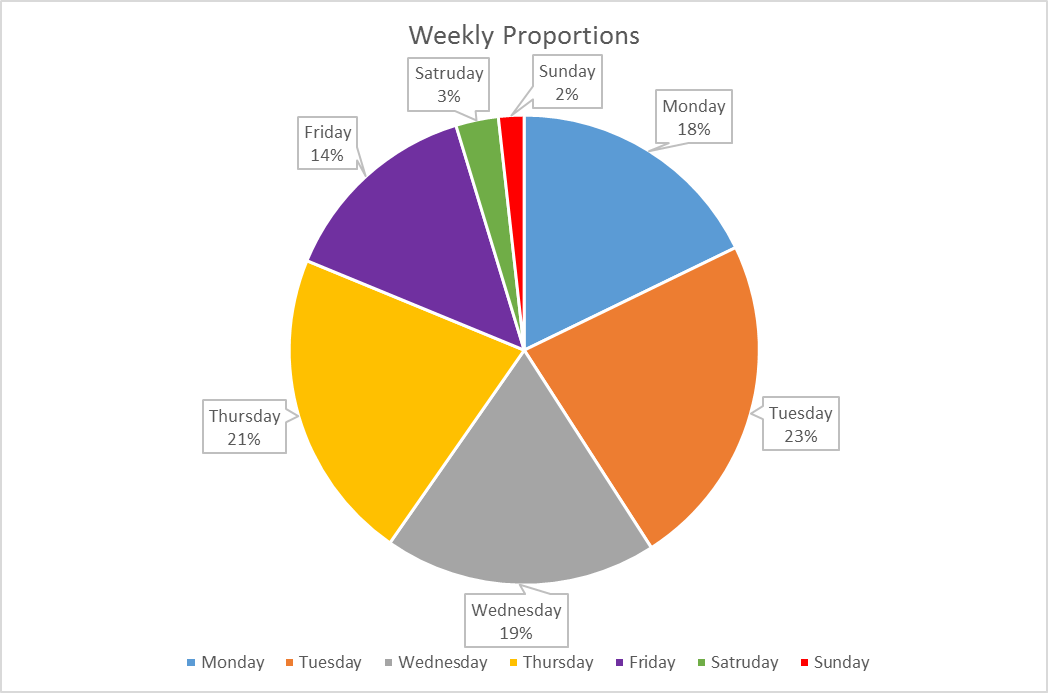 Weekly Proportions
Satruday
3%
Sunday
2%
Monday
18%
Friday
14%
Thursday
21%
Tuesday
23%
Wednesday
19%
Monday Tuesday Wednesday Thursday Friday Satruday Sunday